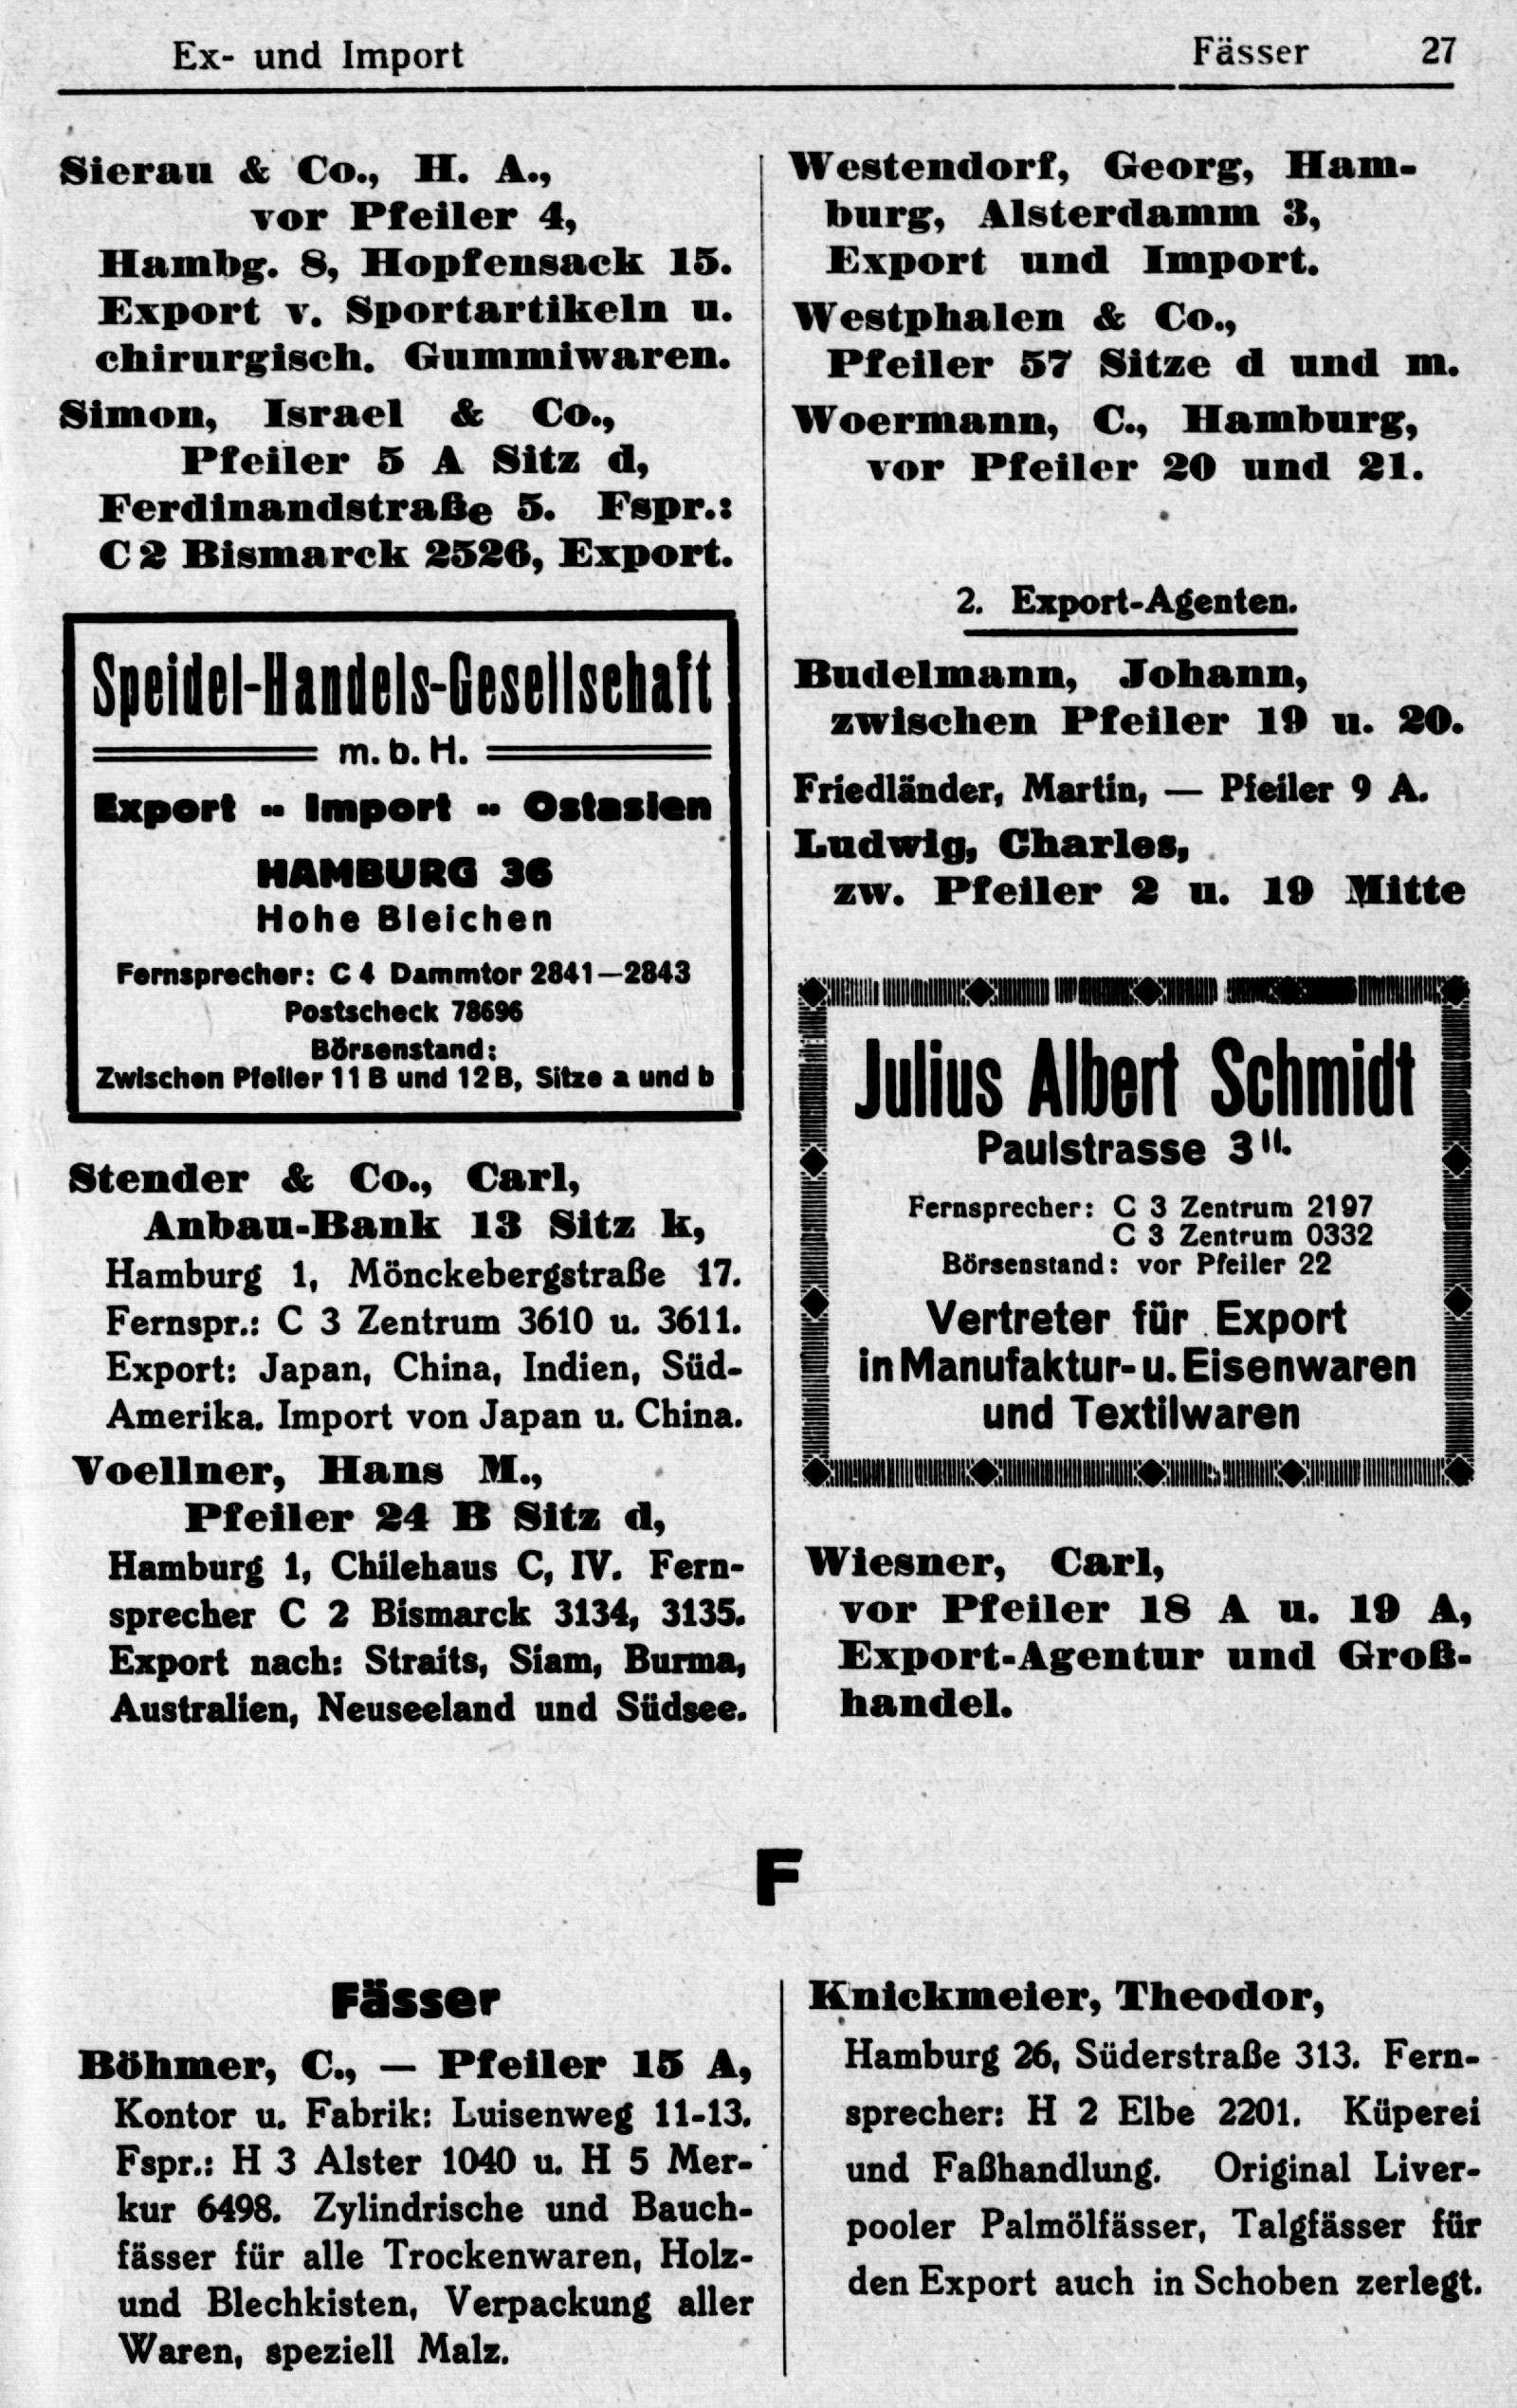 Ex- und Import
Fässer 27
Sierau & Co., H. A.,
vor Pfeiler 4,
Hambg. 8, Hopfensack 15.
Export v. Sportartikeln u.
chirurgisch. Gummiwaren.
Simon, Israel & Co.,
Pfeiler 5 A Sitz d,
Ferdinandstraße 5. Fspr.:
C 2 Bismarck 2526, Export.
Speidel-Handels-Gesellschaft
m. b. H.
Export -- Import -- Ostasien
HAMBURG 36
Hohe Bleichen
Fernsprecher: C 4 Dammtor 2841—2843
Postscheck 78696
Börsenstand:
Zwischen Pfeiler 11 B und 12 B, Sitze a und b
Stender & Co., Carl,
Anbau-Bank 13 Sitz k,
Hamburg 1, Mönckebergstraße 17.
Fernspr.: C 3 Zentrum 3610 u. 3611.
Export: Japan, China, Indien, Süd-
Amerika. Import von Japan u. China.
Voellner, Hans M.,
Pfeiler 24 B Sitz d,
Hamburg 1, Chilehaus C, IV. Fern-
sprecher C 2 Bismarck 3134, 3135.
Export nach: Straits, Siam, Burma,
Australien, Neuseeland und Südsee.
Westendorf, Georg, Ham-
burg, Alsterdamm 3,
Export und Import.
Westphalen & Co.,
Pfeiler 57 Sitze d und m.
Woermann, C., Hamburg,
vor Pfeiler 20 und 21.
2. Export-Agenten.
Budelmann, Johann,
zwischen Pfeiler 19 u. 20.
Friedländer, Martin, — Pfeiler 9 A.
Ludwig, Charles,
zw. Pfeiler 2 u. 19 Mitte
Julius Albert Schmidt
Paulstrasse 3 II.
Fernsprecher: C 3 Zentrum 2197
C 3 Zentrum 0332
Börsenstand: vor Pfeiler 22
Vertreter für Export
in Manufaktur- u. Eisenwaren
und Textilwaren
Wiesner, Carl,
vor Pfeiler 18 A u. 19 A,
Export-Agentur und Groß-
handel.
F
Fässer
Böhmer, C., — Pfeiler 15 A,
Kontor u. Fabrik: Luisenweg 11-13.
Fspr.: H 3 Alster 1040 u. H 5 Mer-
kur 6498. Zylindrische und Bauch-
fässer für alle Trockenwaren, Holz-
und Blechkisten, Verpackung aller
Waren, speziell Malz.
Knickmeier, Theodor,
Hamburg 26, Süderstraße 313. Fern-
sprecher: H 2 Elbe 2201. Küperei
und Faßhandlung. Original Liver-
pooler Palmölfässer, Talgfässer für
den Export auch in Schoben zerlegt.